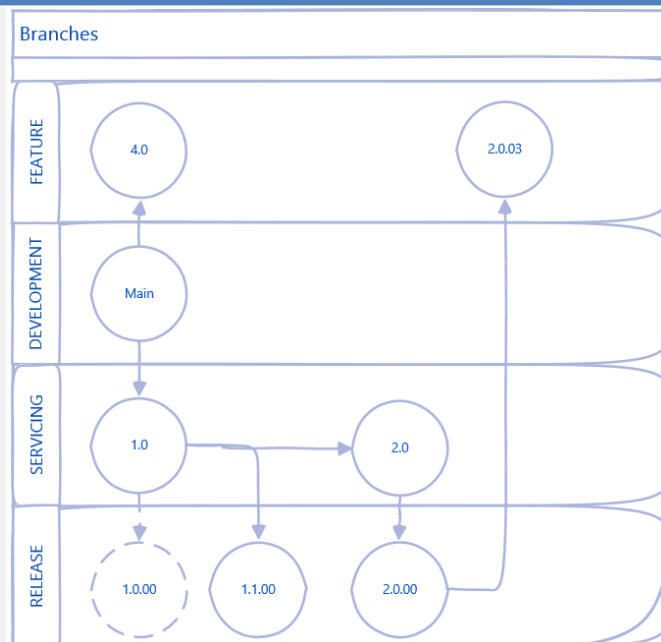 Branches
FEATURE
4.0
2.0.03
DEVELOPMENT
Main
SERVICING
1.0
2.0
RELEASE
1.0.00
1.1.00
2.0.00